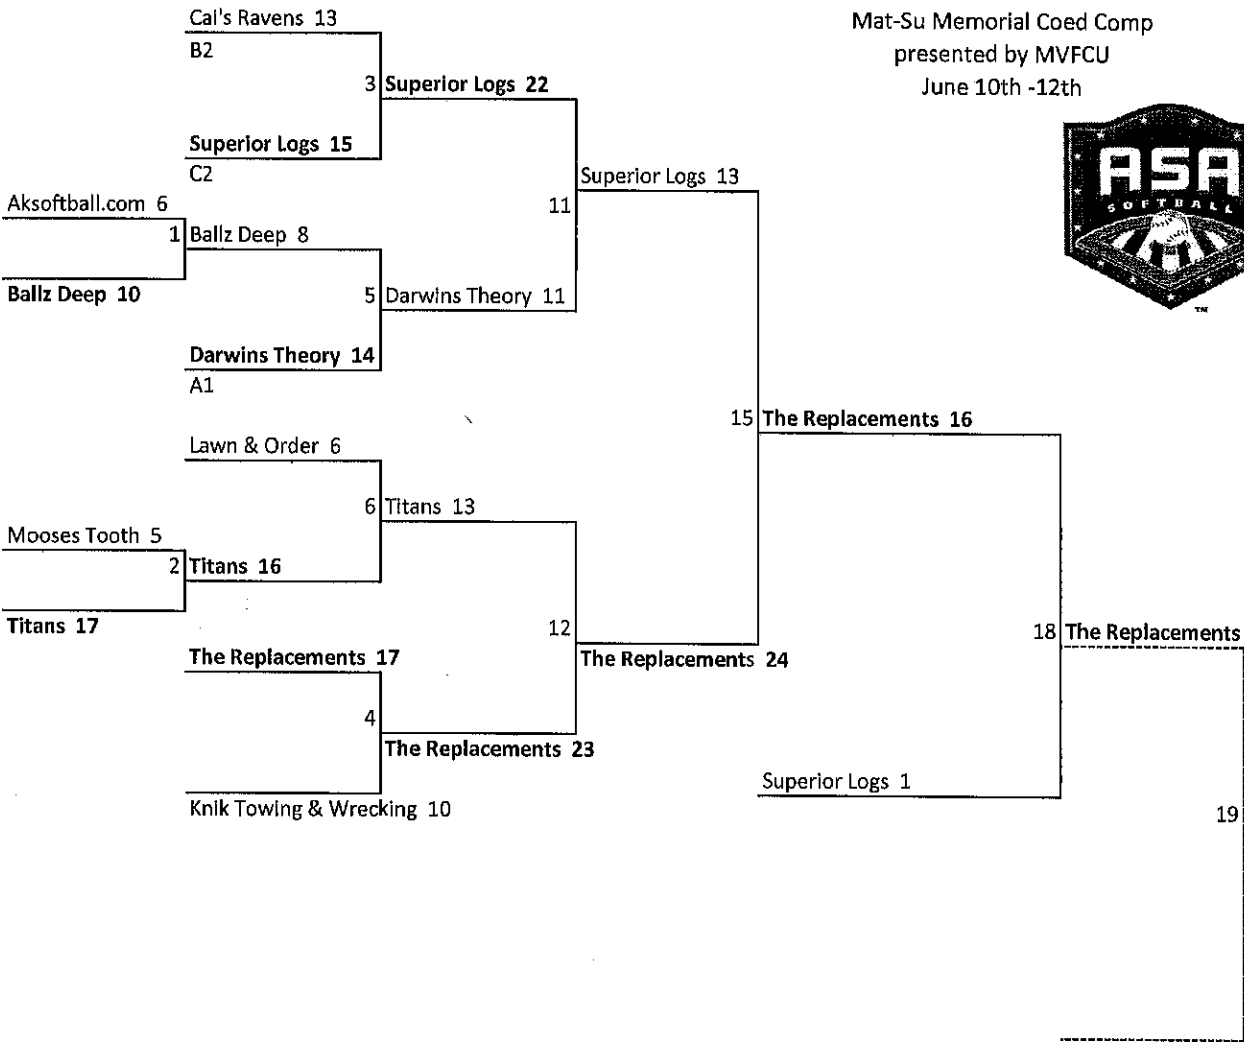 Cal's Ravens 13
B2
3 Superior Logs 22
Superior Logs 15
C2
Aksoftball.com 6
1 Ballz Deep 8
Ballz Deep 10
Superior Logs 13
11
5 Darwins Theory 11
Darwins Theory 14
A1
Lawn & Order 6
6 Titans 13
Mooses Tooth 5
2 Titans 16
Titans 17
The Replacements 17
4
The Replacements 23
Knik Towing & Wrecking 10
12
The Replacements 24
15 The Replacements 16
Superior Logs 1
18 The Replacements
19
Mat-Su Memorial Coed Comp
presented by MVFCU
June 10th -12th
ASA
SOFTBALL
TM